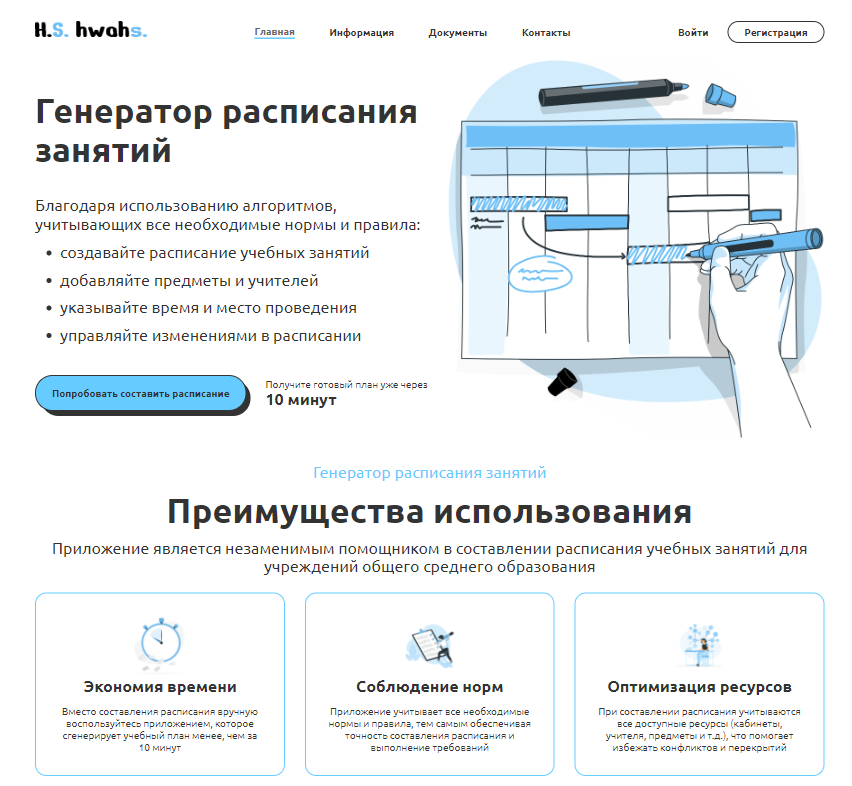 H.S. hwahs.
Главная
Информация
Документы
Контакты
Войти
Регистрация
Генератор расписания
занятий
Благодаря использованию алгоритмов,
учитывающих все необходимые нормы и правила:
• создавайте расписание учебных занятий
• добавляйте предметы и учителей
• указывайте время и место проведения
• управляйте изменениями в расписании
Попробовать составить расписание
Получите готовый план уже через
10 минут
Генератор расписания занятий
Преимущества использования
Приложение является незаменимым помощником в составлении расписания учебных занятий для
учреждений общего среднего образования
Экономия времени
Вместо составления расписания вручную
воспользуйтесь приложением, которое
сгенерирует учебный план менее, чем за
10 минут
Соблюдение норм
Приложение учитывает все необходимые
нормы и правила, тем самым обеспечивая
точность составления расписания и
выполнение требований
Оптимизация ресурсов
При составлении расписания учитываются
все доступные ресурсы (кабинеты,
учителя, предметы и т.д.), что помогает
избежать конфликтов и перекрытий